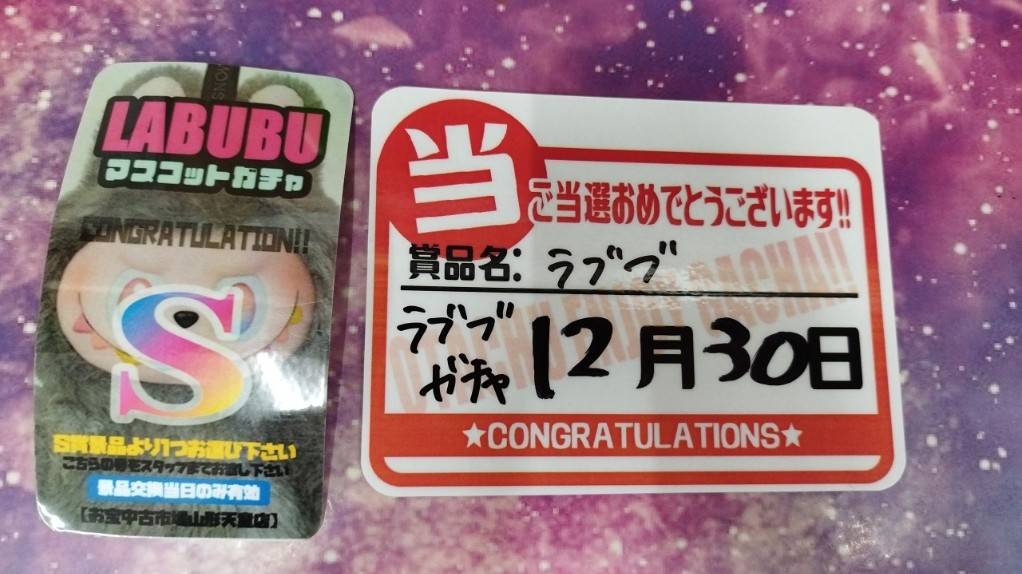 LABUBU
マスコットガチャ
CONGRATULATION!!
S
S賞景品より1つお選び下さい
こちらの券をスタッフまでお渡し下さい
景品交換当日のみ有効
【お宝中古市場山形天童店】
当
ご当選おめでとうございます!!
賞品名: ラブブ
ラブブ
ガチャ
12月30日
★CONGRATULATIONS★